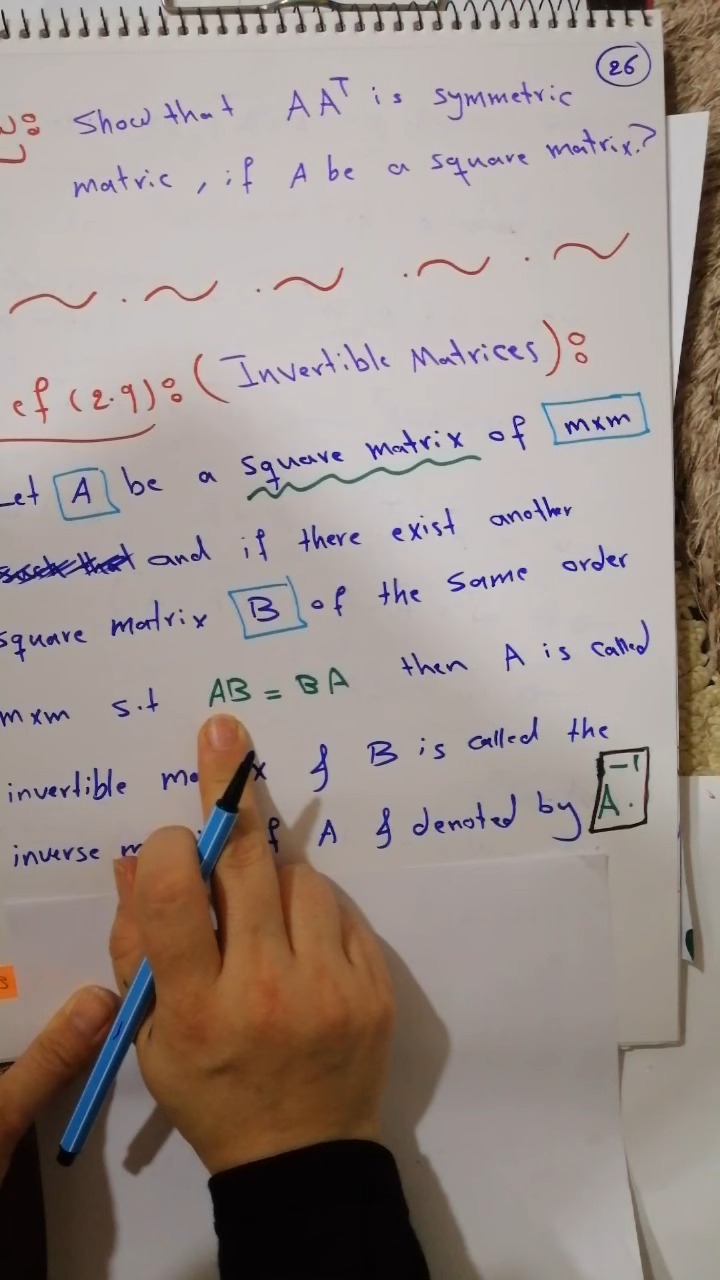 26
Show that AAᵀ is symmetric
matric, if A be a square matrix?
ef (2.9): (Invertible Matrices):
Let A be a square matrix of mxm
and if there exist another
square matrix B of the same order
mxm s.t AB = BA then A is called
invertible & B is called the
inverse A & denoted by A⁻¹.